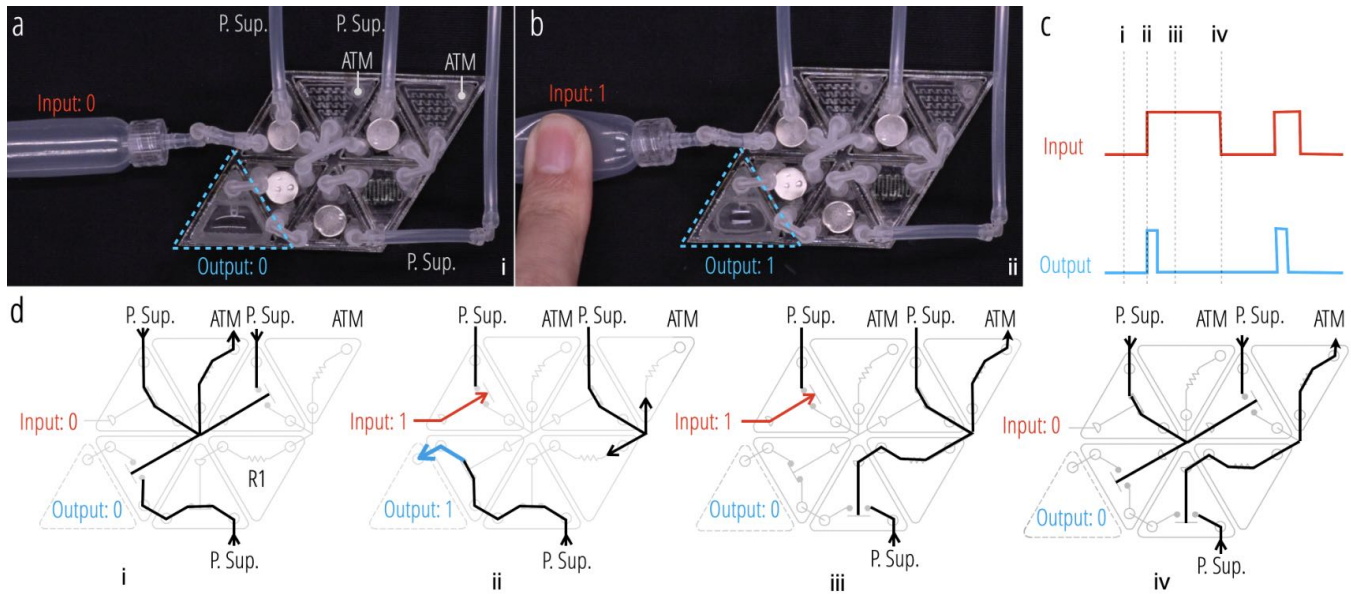 a
P. Sup.
P. Sup.
ATM
ATM
Input: 0
Output: 0
P. Sup.
i
b
Input: 1
Output: 1
ii
c
i ii iii iv
Input
Output
d
P. Sup. ATM P. Sup. ATM
Input: 0
R1
Output: 0
P. Sup.
i
P. Sup. ATM P. Sup. ATM
Input: 1
Output: 1
P. Sup.
ii
P. Sup. ATM P. Sup. ATM
Input: 1
Output: 0
P. Sup.
iii
P. Sup. ATM P. Sup. ATM
Input: 0
Output: 0
P. Sup.
iv